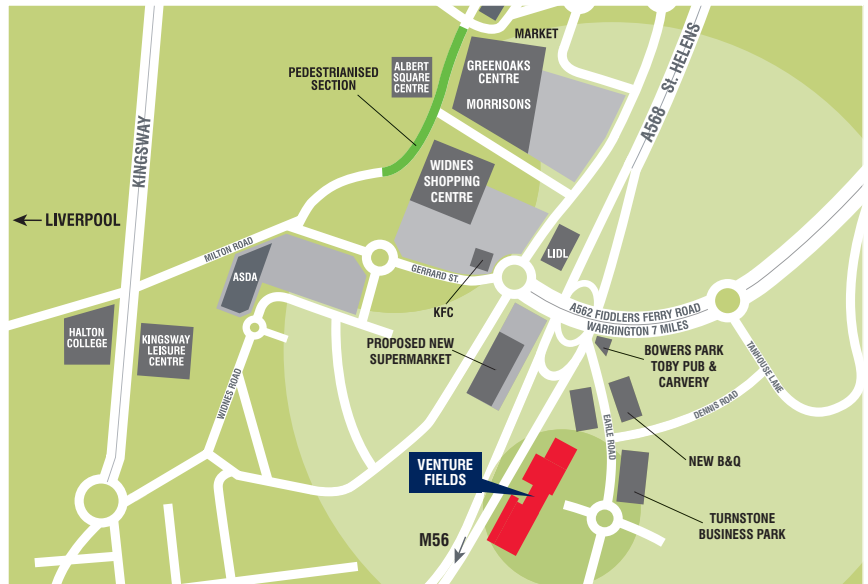 MARKET
GREENOAKS
CENTRE
MORRISONS
ALBERT
SQUARE
CENTRE
PEDESTRIANISED
SECTION
A568 St. HELENS
KINGSWAY
WIDNES
SHOPPING
CENTRE
LIVERPOOL
MILTON ROAD
ASDA
GERRARD ST.
LIDL
KFC
A562 FIDDLERS FERRY ROAD
WARRINGTON 7 MILES
HALTON
COLLEGE
KINGSWAY
LEISURE
CENTRE
PROPOSED NEW
SUPERMARKET
BOWERS PARK
TOBY PUB &
CARVERY
TANHOUSE LANE
WIDNES ROAD
EARLE ROAD
DENNIS ROAD
NEW B&Q
VENTURE
FIELDS
TURNSTONE
BUSINESS PARK
M56